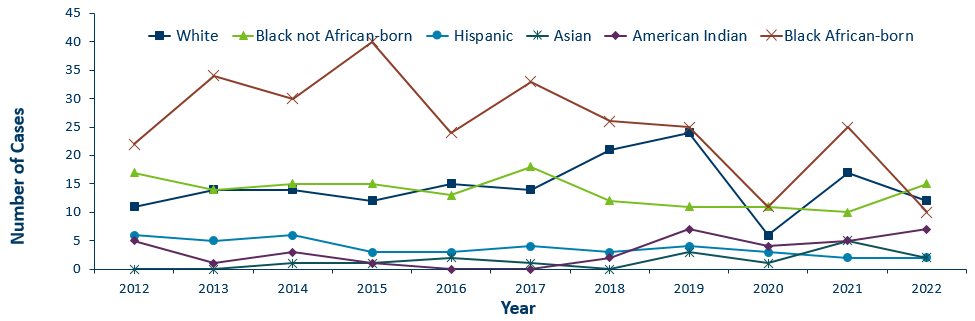 45
40
35
30
25
20
15
10
5
0
White Black not African-born Hispanic Asian American Indian Black African-born
Number of Cases
2012 2013 2014 2015 2016 2017 2018 2019 2020 2021 2022
Year